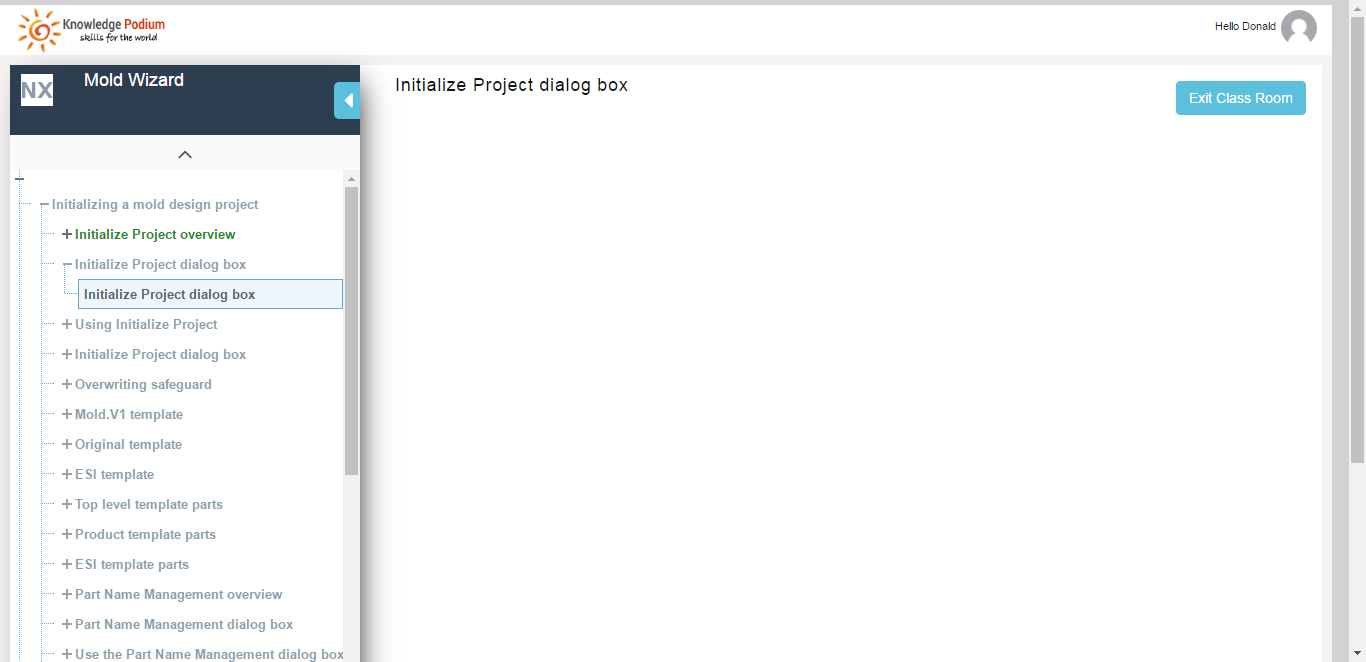 Knowledge Podium
skills for the world
Hello Donald
NX
Mold Wizard
Initialize Project dialog box
Exit Class Room
Initializing a mold design project
Initialize Project overview
Initialize Project dialog box
Initialize Project dialog box
Using Initialize Project
Initialize Project dialog box
Overwriting safeguard
Mold.V1 template
Original template
ESI template
Top level template parts
Product template parts
ESI template parts
Part Name Management overview
Part Name Management dialog box
Use the Part Name Management dialog box